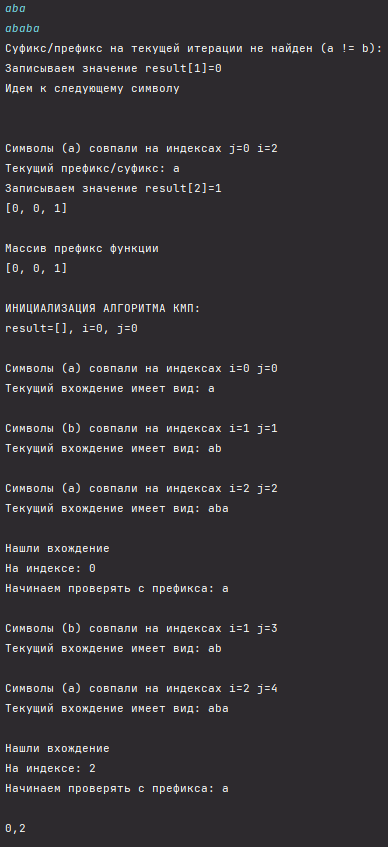 aba
ababa
Суфикс/префикс на текущей итерации не найден (a != b):
Записываем значение result[1]=0
Идем к следующему символу
Символы (a) совпали на индексах j=0 i=2
Текущий префикс/суфикс: a
Записываем значение result[2]=1
[0, 0, 1]
Массив префикс функции
[0, 0, 1]
ИНИЦИАЛИЗАЦИЯ АЛГОРИТМА КМП:
result=[], i=0, j=0
Символы (a) совпали на индексах i=0 j=0
Текущий вхождение имеет вид: a
Символы (b) совпали на индексах i=1 j=1
Текущий вхождение имеет вид: ab
Символы (a) совпали на индексах i=2 j=2
Текущий вхождение имеет вид: aba
Нашли вхождение
На индексе: 0
Начинаем проверять с префикса: a
Символы (b) совпали на индексах i=1 j=3
Текущий вхождение имеет вид: ab
Символы (a) совпали на индексах i=2 j=4
Текущий вхождение имеет вид: aba
Нашли вхождение
На индексе: 2
Начинаем проверять с префикса: a
0,2